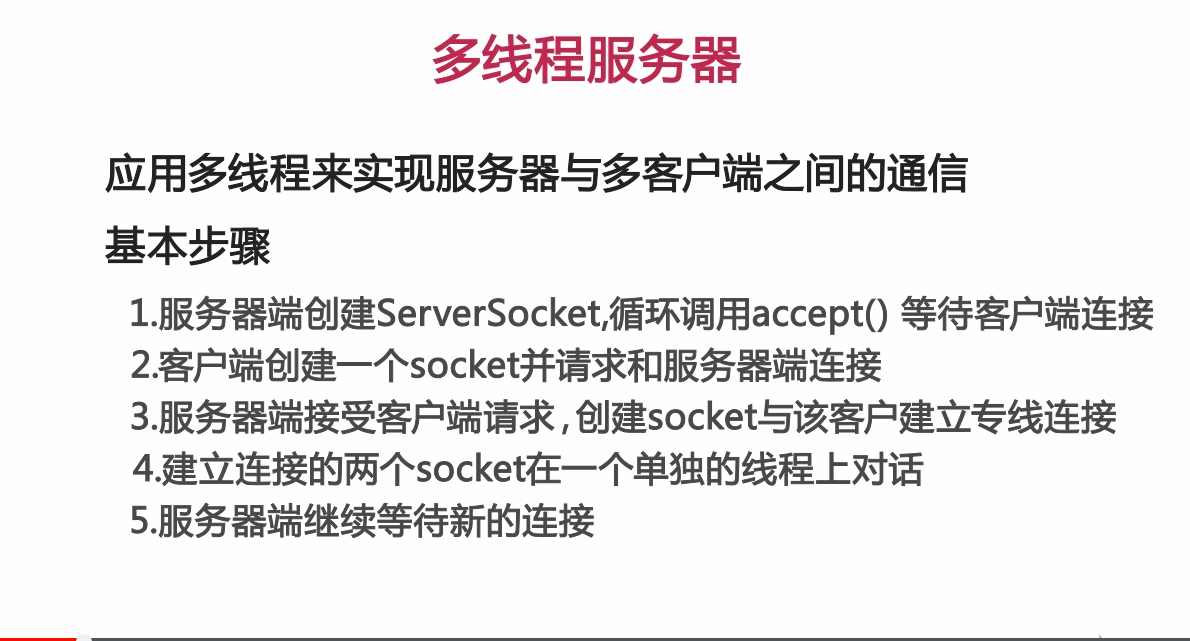 多线程服务器
应用多线程来实现服务器与多客户端之间的通信
基本步骤
1.服务器端创建ServerSocket,循环调用accept() 等待客户端连接
2.客户端创建一个socket并请求和服务器端连接
3.服务器端接受客户端请求,创建socket与该客户建立专线连接
4.建立连接的两个socket在一个单独的线程上对话
5.服务器端继续等待新的连接